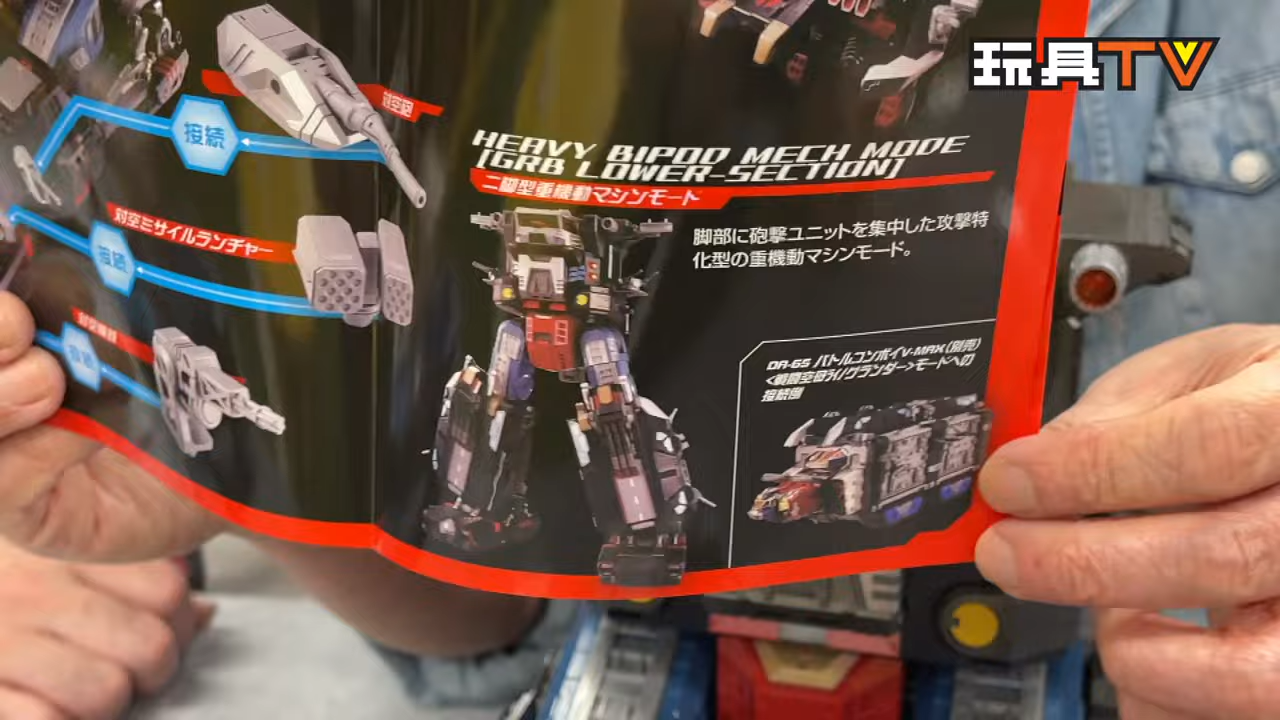 玩具TV
対空砲
接続
対空ミサイルランチャー
接続
接続
HEAVY BIPOD MECH MODE
[GRB LOWER-SECTION]
二脚型重機動マシンモード
脚部に砲撃ユニットを集中した攻撃特
化型の重機動マシンモード。
DA-65 バトルコンボイV-MAX(別売)
モードへの
接続例